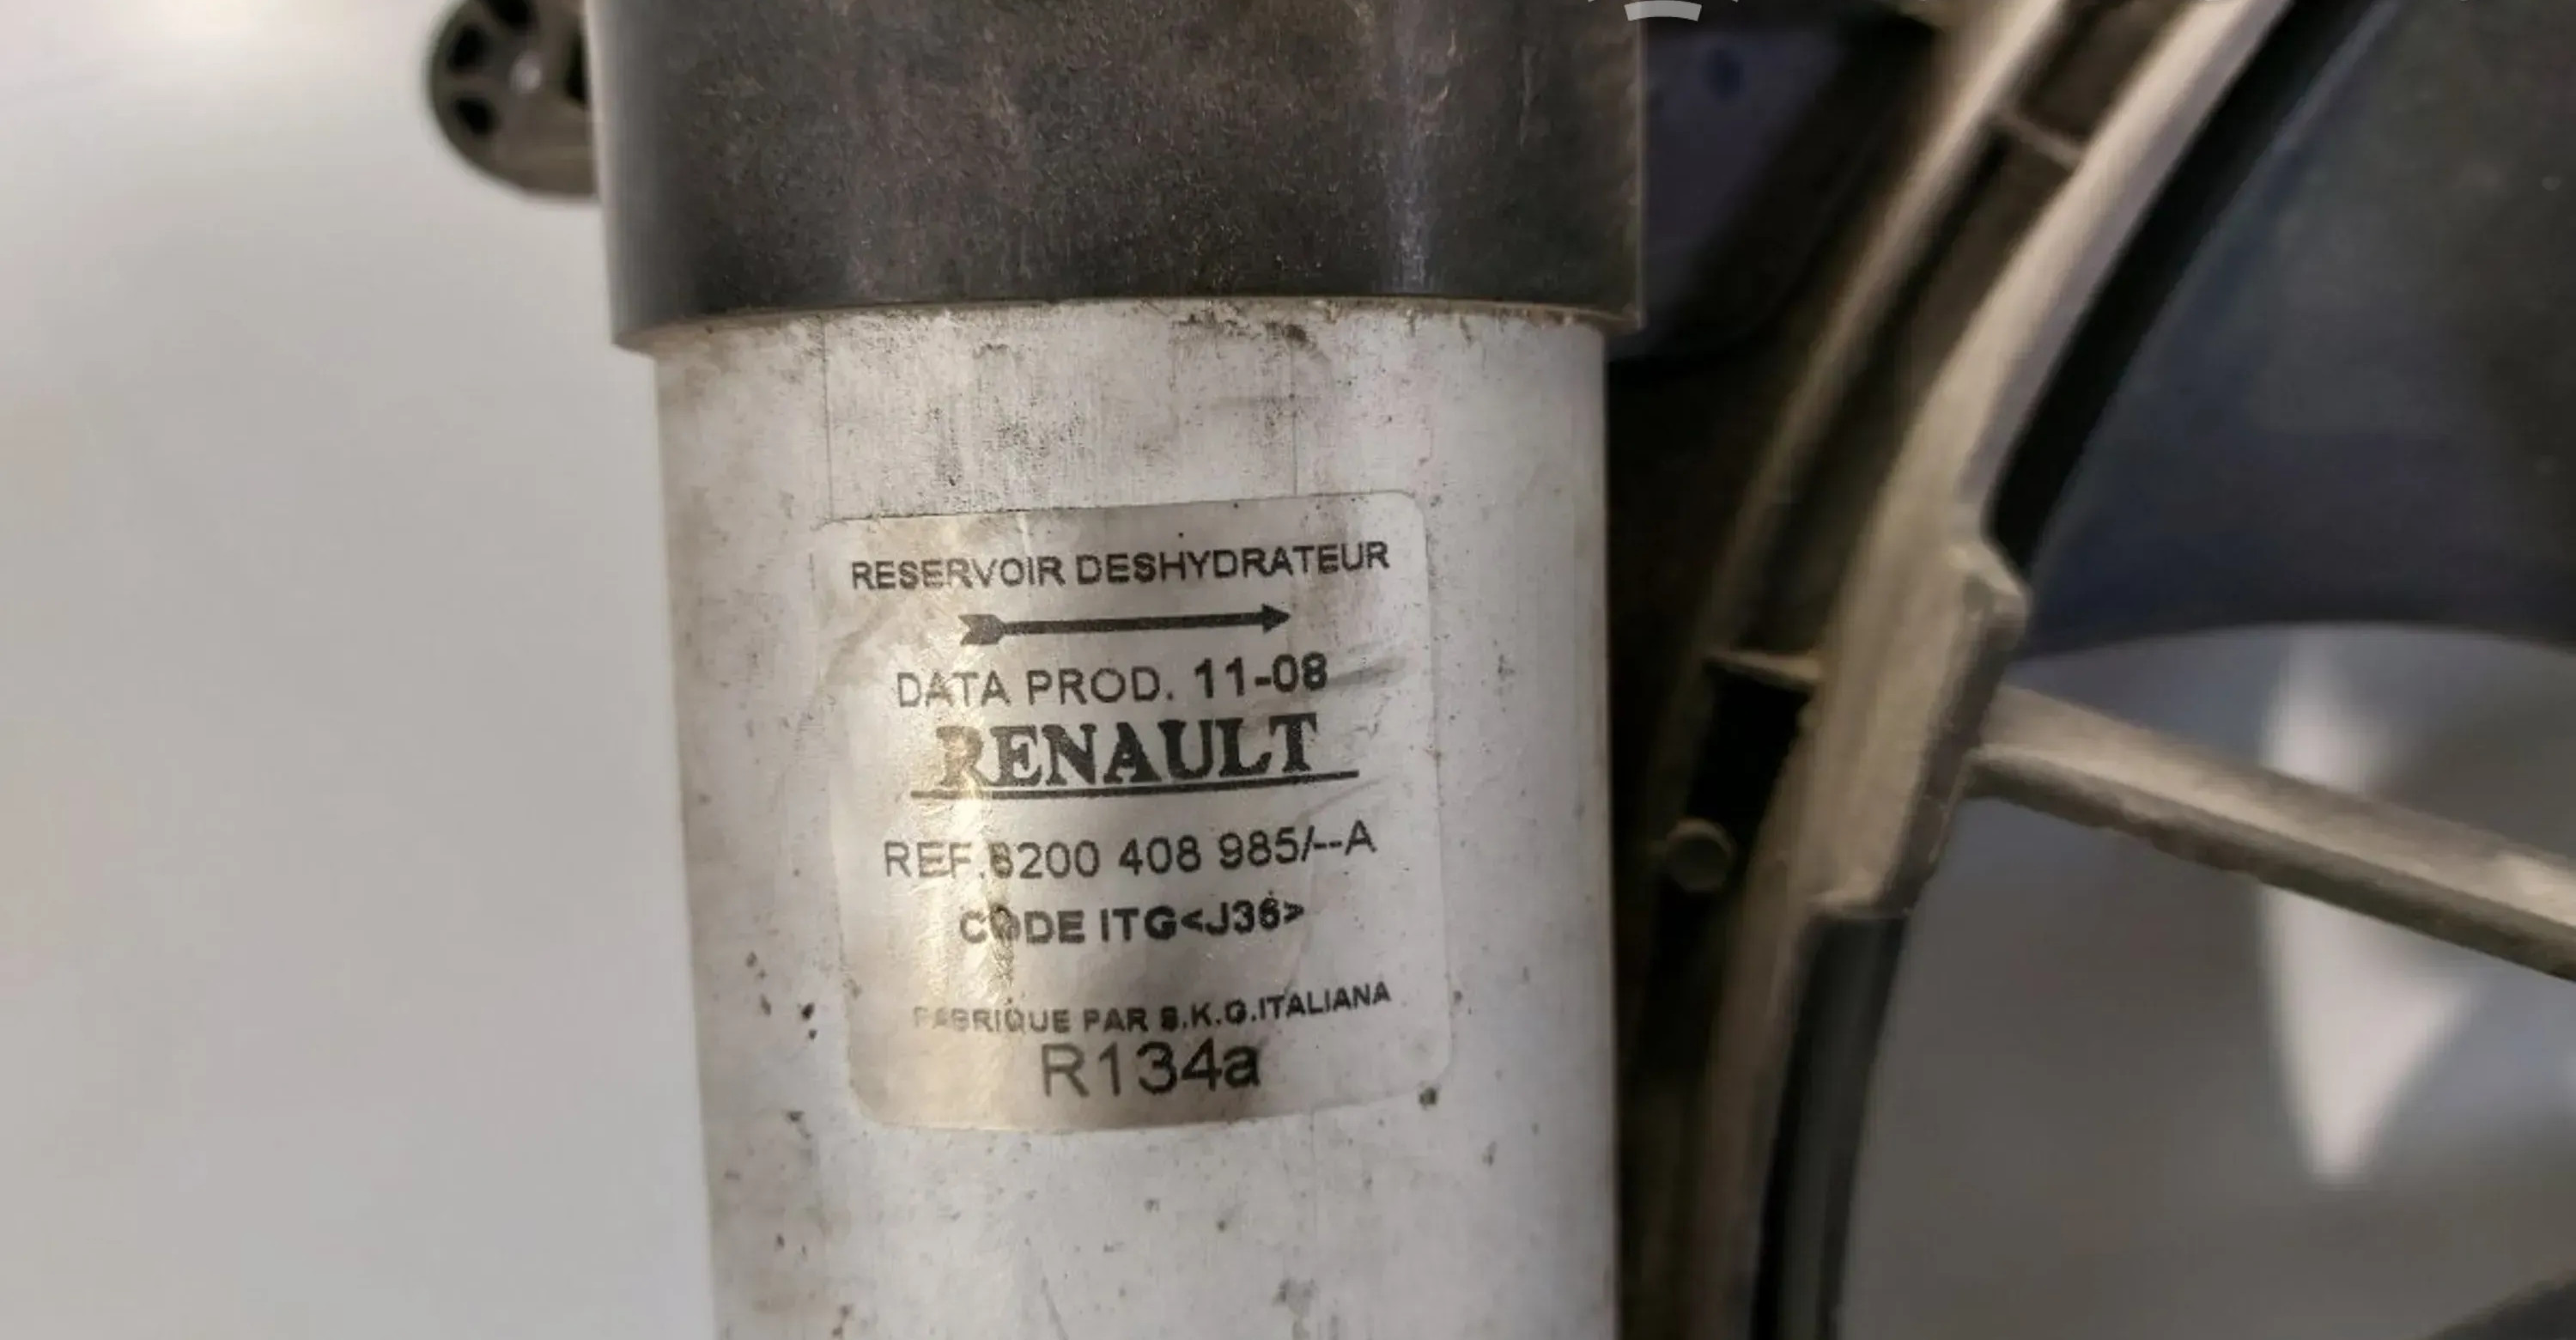 RESERVOIR DESHYDRATEUR
DATA PROD. 11-08
RENAULT
REF.8200 408 985/--A
CODE ITG<J36>
FABRIQUE PAR S.K.G.ITALIANA
R134a